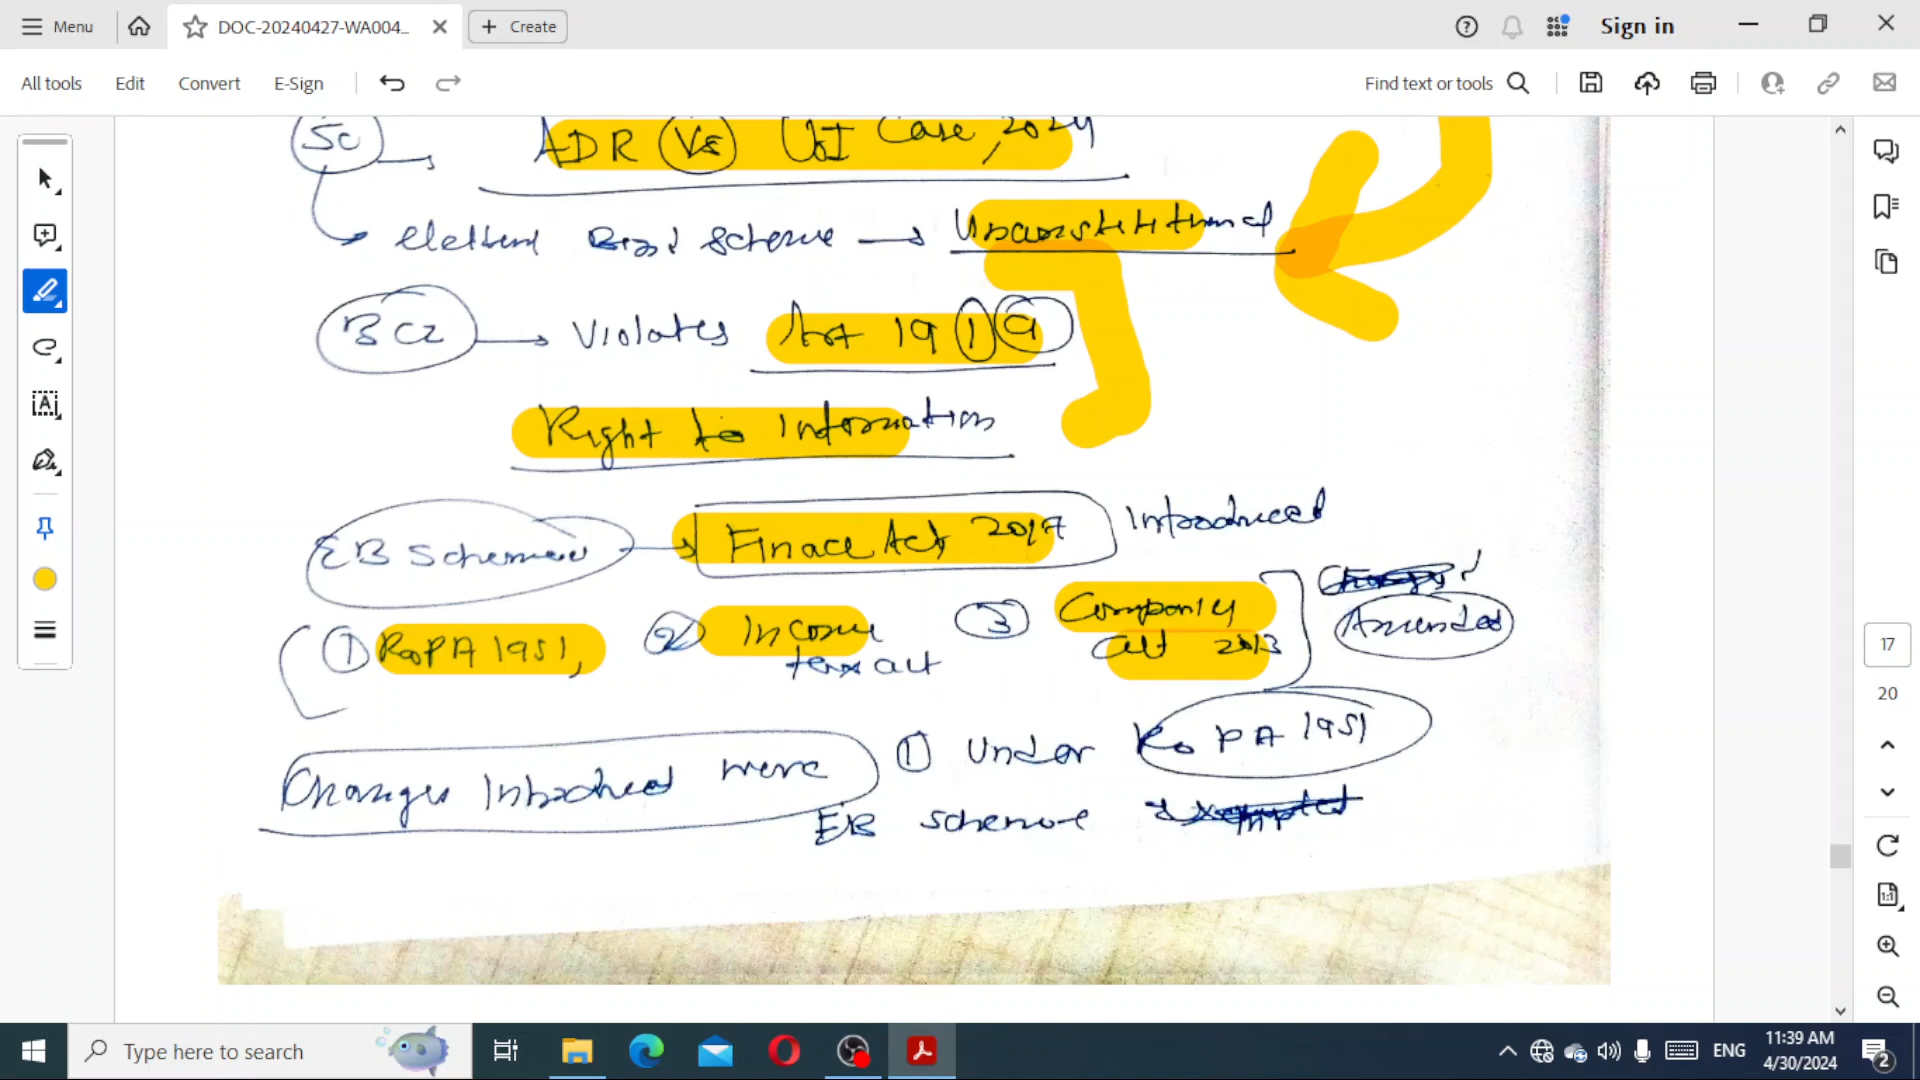 Menu
DOC-20240427-WA004...
Create
Sign in
All tools
Edit
Convert
E-Sign
Find text or tools
SC → ADR Vs UoI Case, 2024
Bond scheme → Unconstitutional
BCZ → Violates Art 19 (1) (a)
Right to Information
EB Scheme → Finace Act 2017 Introduced
① RoPA 1951, ② Income tax act ③ Company act 2013
Amended
Changes Introduced were ① Under RoPA 1951
EB scheme
17
20
Type here to search
ENG
11:39 AM
4/30/2024
2